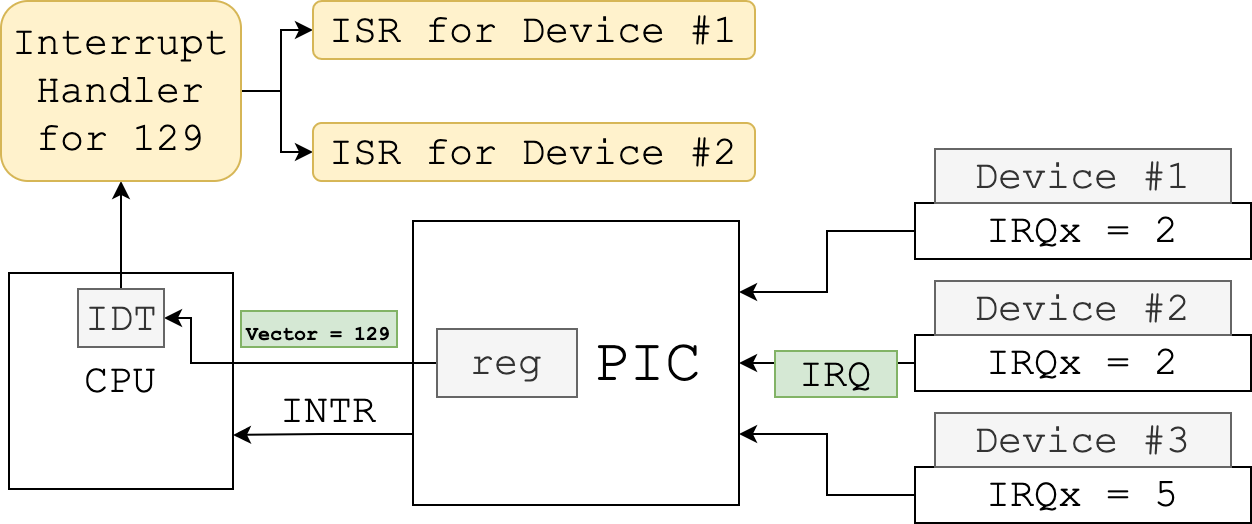 Interrupt
Handler
for 129
ISR for Device #1
ISR for Device #2
Device #1
IRQx = 2
Device #2
IRQx = 2
Device #3
IRQx = 5
IRQ
PIC
reg
Vector = 129
INTR
IDT
CPU